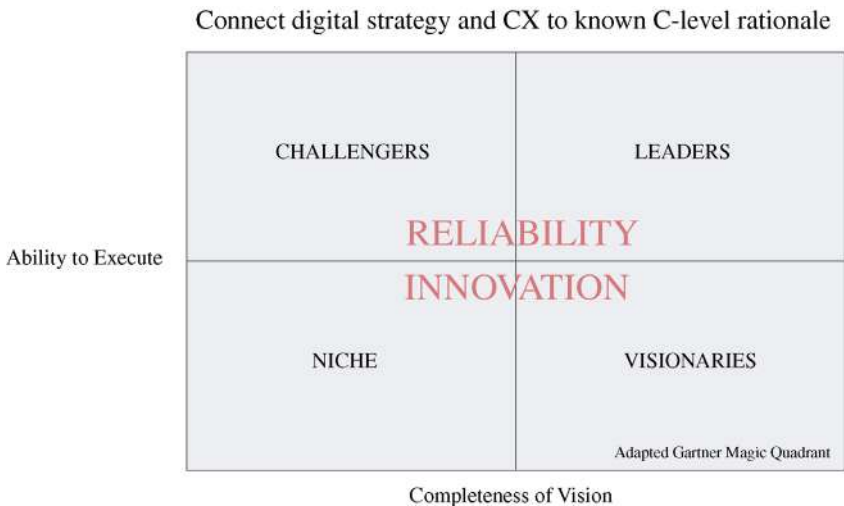 Connect digital strategy and CX to known C-level rationale
CHALLENGERS
LEADERS
RELIABILITY
Ability to Execute
INNOVATION
NICHE
VISIONARIES
Adapted Gartner Magic Quadrant
Completeness of Vision